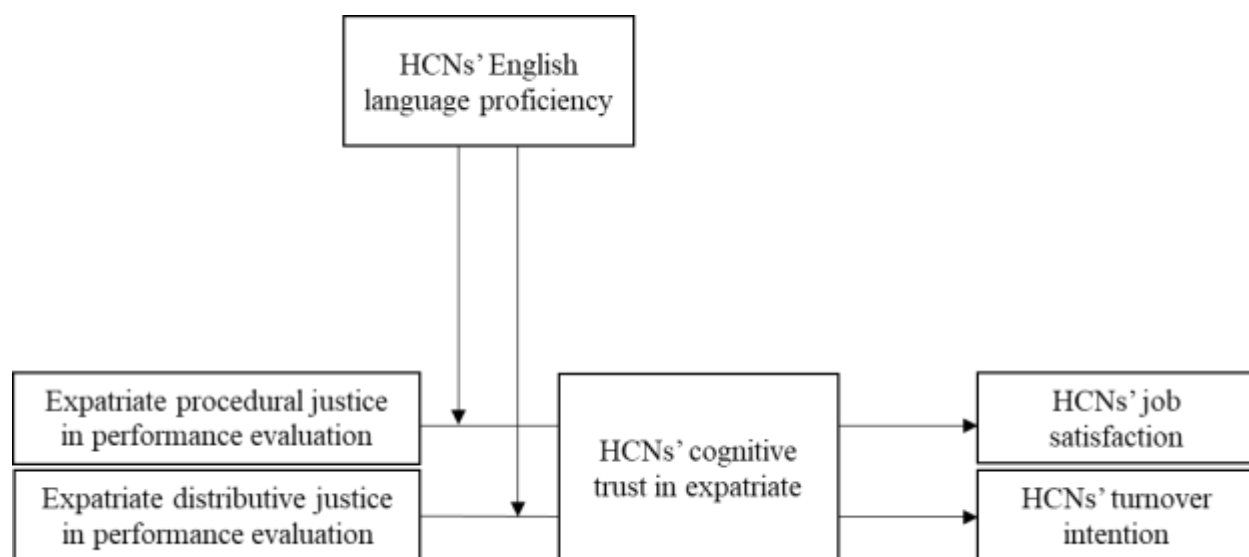 HCNs’ English
language proficiency
Expatriate procedural justice
in performance evaluation
Expatriate distributive justice
in performance evaluation
HCNs’ cognitive
trust in expatriate
HCNs’ job
satisfaction
HCNs’ turnover
intention